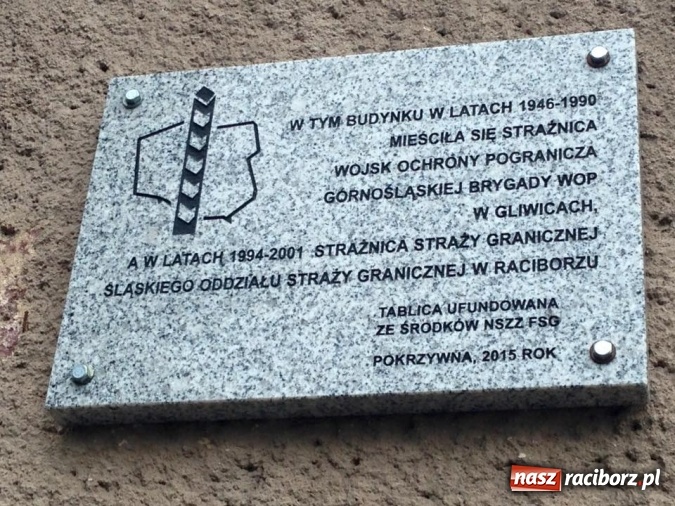 W TYM BUDYNKU W LATACH 1946-1990
MIEŚCIŁA SIĘ STRAŻNICA
WOJSK OCHRONY POGRANICZA
GÓRNOŚLĄSKIEJ BRYGADY WOP
W GLIWICACH,
A W LATACH 1994-2001 STRAŻNICA STRAŻY GRANICZNEJ
ŚLĄSKIEGO ODDZIAŁU STRAŻY GRANICZNEJ W RACIBORZU
TABLICA UFUNDOWANA
ZE ŚRODKÓW NSZZ FSG
POKRZYWNA, 2015 ROK
nasz raciborz.pl